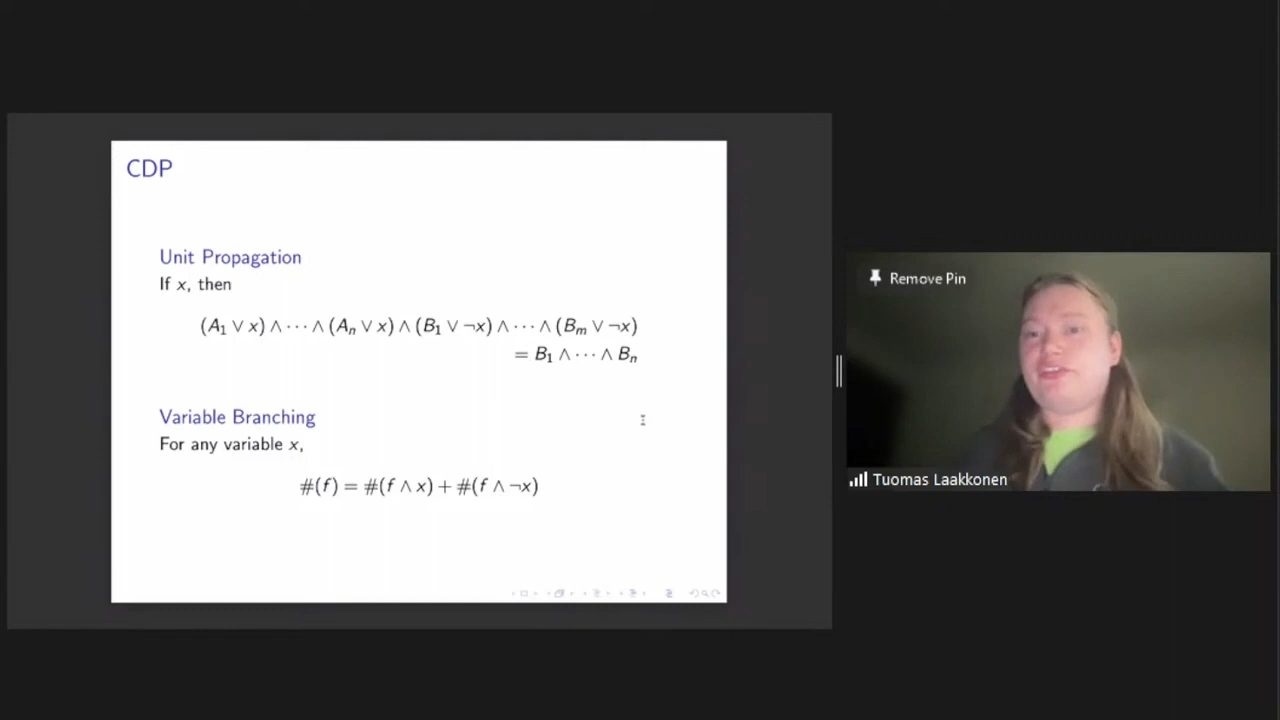 CDP
Unit Propagation
If x, then
(A₁ ∨ x) ∧ ··· ∧ (Aₙ ∨ x) ∧ (B₁ ∨ ¬x) ∧ ··· ∧ (Bₘ ∨ ¬x)
= B₁ ∧ ··· ∧ Bₙ
Variable Branching
For any variable x,
#(f) = #(f ∧ x) + #(f ∧ ¬x)
Remove Pin
Tuomas Laakkonen